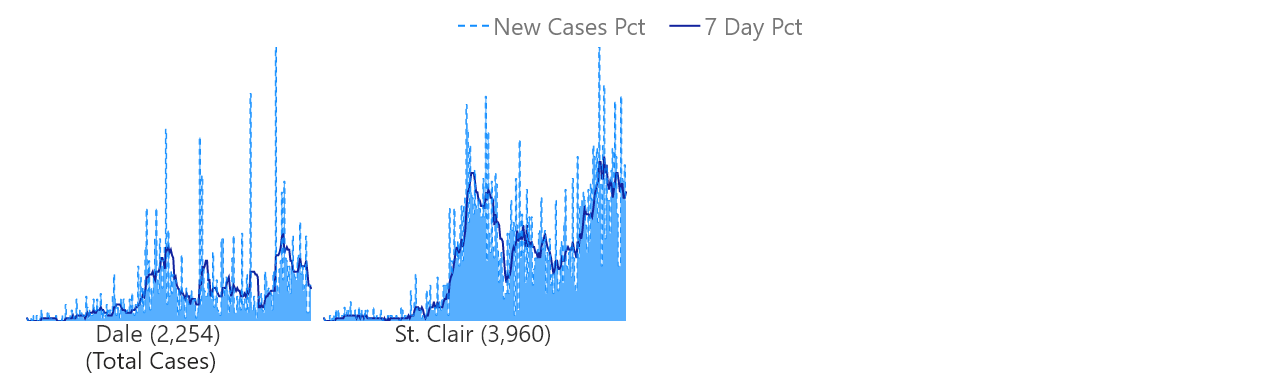 New Cases Pct 7 Day Pct
Dale (2,254) St. Clair (3,960)
(Total Cases)